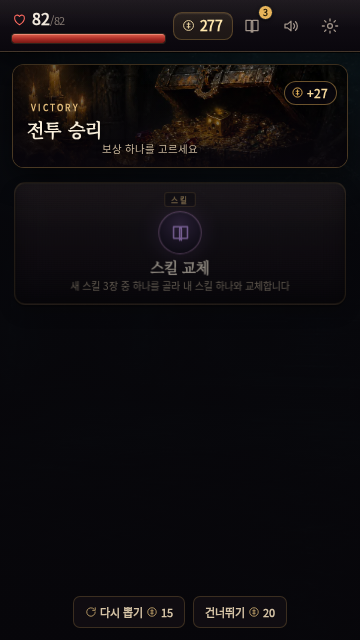 82/82
277
3
+27
VICTORY
전투 승리
보상 하나를 고르세요
스킬
스킬 교체
새 스킬 3장 중 하나를 골라 내 스킬 하나와 교체합니다
다시 뽑기 15
건너뛰기 20